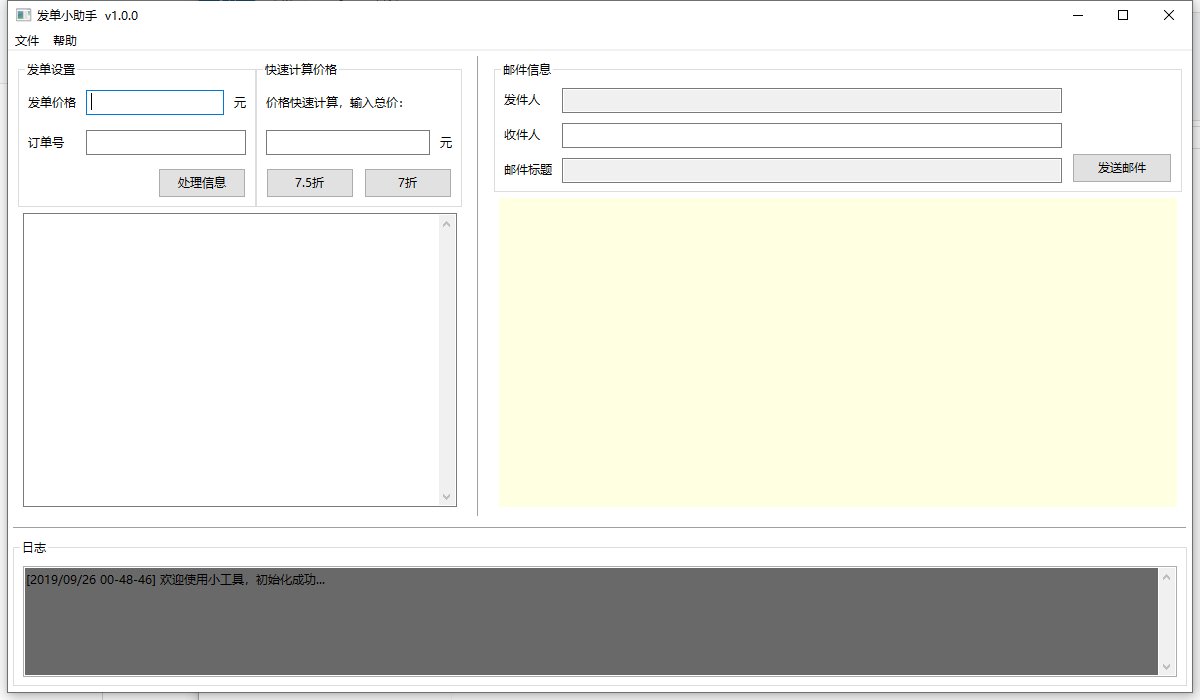 发单小助手 v1.0.0
文件 帮助
发单设置
发单价格 元
订单号
处理信息
快速计算价格
价格快速计算，输入总价：
元
7.5折 7折
邮件信息
发件人
收件人
邮件标题
发送邮件
日志
[2019/09/26 00-48-46] 欢迎使用小工具，初始化成功...